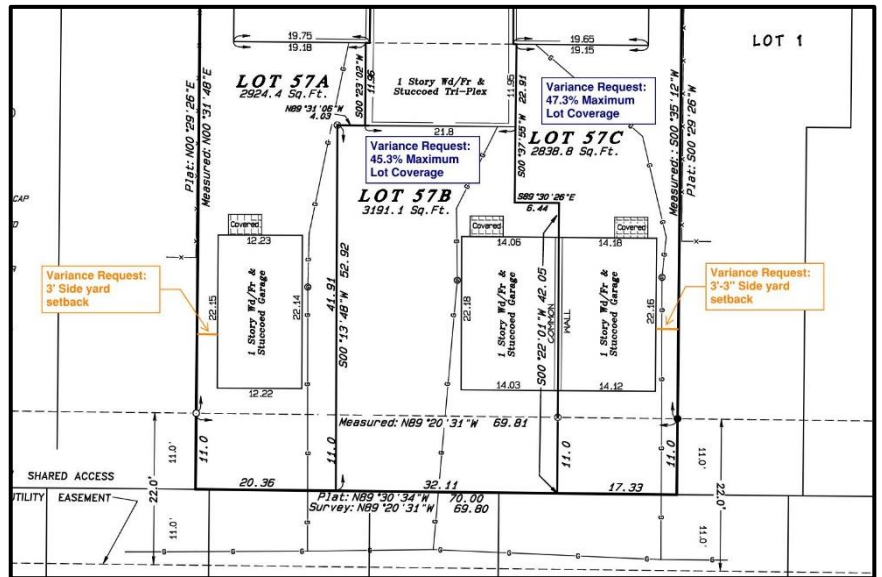 19.75
19.18
19.65
19.15
LOT 1
LOT 57A
2924.4 Sq.Ft.
S00°23'02"W
11.96
1 Story Wd/Fr &
Stuccoed Tri-Plex
11.95
S00°37'55"W 22.91
Variance Request:
47.3% Maximum
Lot Coverage
N89°31'06"W
4.03
21.8
LOT 57C
2838.8 Sq.Ft.
Plat: N00°29'26"E
Measured: N00°31'48"E
Measured: S00°35'12"W
Plat: S00°29'26"W
Variance Request:
45.3% Maximum
Lot Coverage
LOT 57B
3191.1 Sq.Ft.
S89°30'26"E
6.44
CAP
Covered
12.23
Covered
14.06
Covered
14.18
Variance Request:
3' Side yard
setback
22.15
1 Story Wd/Fr &
Stuccoed Garage
22.14
12.22
41.91
S00°13'48"W 52.92
22.18
1 Story Wd/Fr &
Stuccoed Garage
14.03
S00°22'01"W 42.05
COMMON
WALL
1 Story Wd/Fr &
Stuccoed Garage
22.16
14.12
Variance Request:
3'-3" Side yard
setback
Measured: N89°20'31"W 69.81
11.0'
11.0
11.0
11.0
11.0
11.0'
SHARED ACCESS
UTILITY EASEMENT
22.0'
22.0'
20.36
32.11
17.33
Plat: N89°30'34"W 70.00
Survey: N89°20'31"W 69.80
11.0'
11.0'